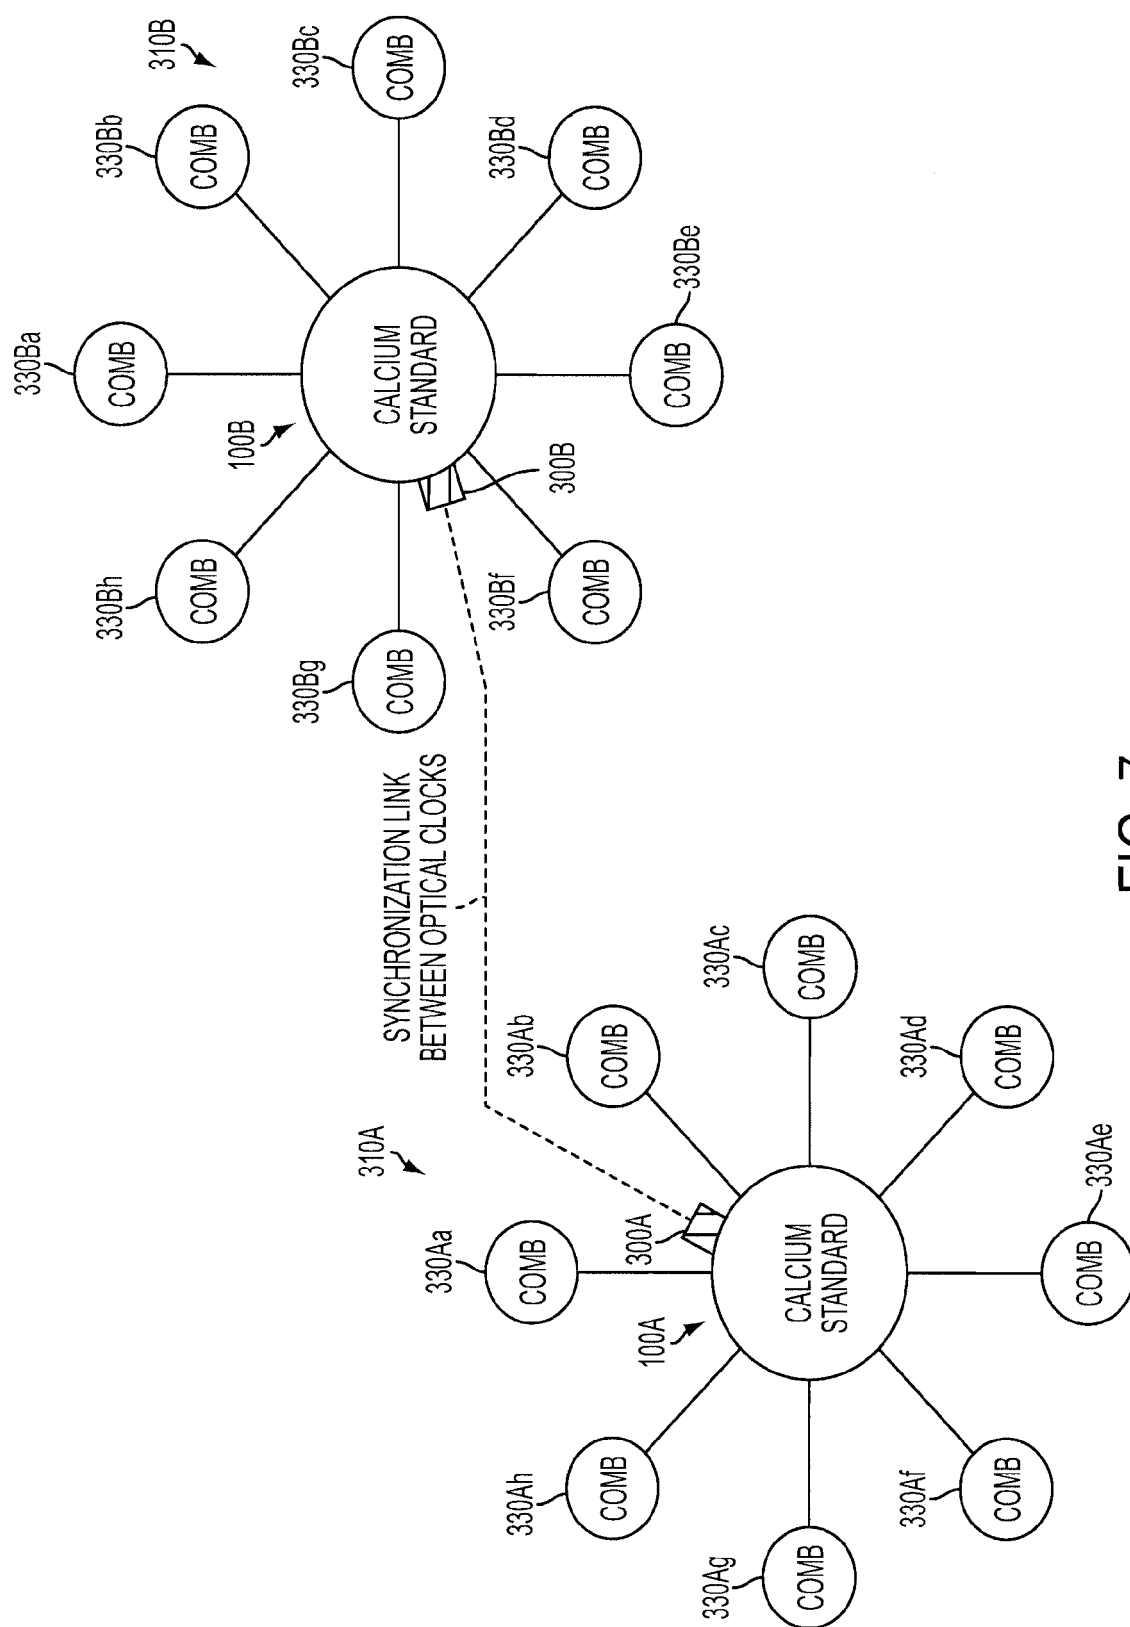 310B
330Ba
COMB
330Bb
COMB
330Bc
COMB
330Bd
COMB
330Be
COMB
330Bf
COMB
330Bg
COMB
330Bh
COMB
100B
CALCIUM
STANDARD
300B
SYNCHRONIZATION LINK
BETWEEN OPTICAL CLOCKS
310A
330Aa
COMB
330Ab
COMB
330Ac
COMB
330Ad
COMB
330Ae
COMB
330Af
COMB
330Ag
COMB
330Ah
COMB
100A
CALCIUM
STANDARD
300A
FIG. 7